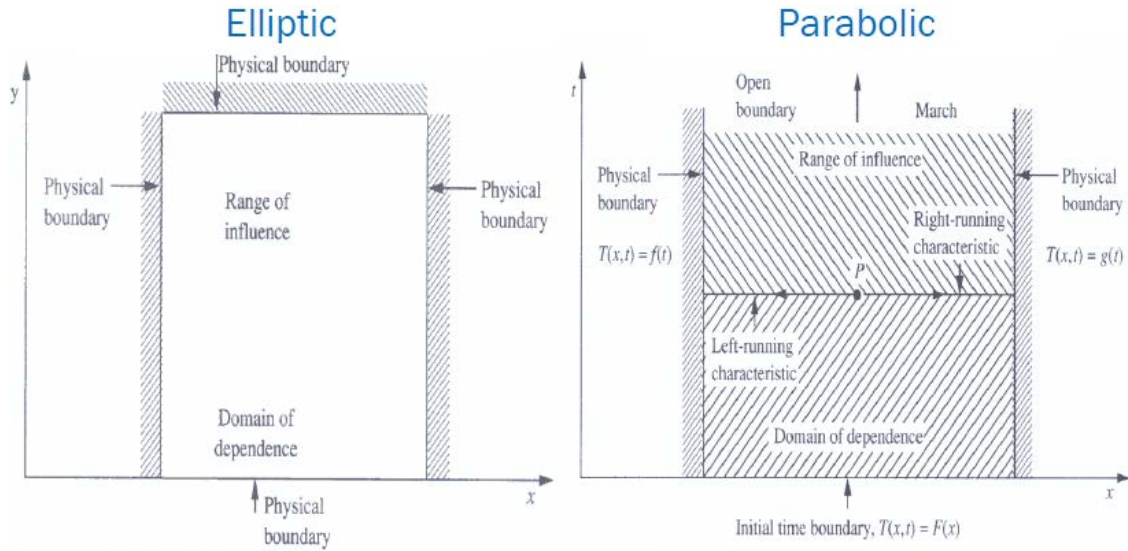 Elliptic
Physical boundary
y
Physical
boundary
Range of
influence
Physical
boundary
Domain of
dependence
x
Physical
boundary
Parabolic
t
Open
boundary
March
Range of influence
Physical
boundary
Physical
boundary
Right-running
characteristic
T(x,t) = f(t)
T(x,t) = g(t)
P
Left-running
characteristic
Domain of dependence
x
Initial time boundary, T(x,t) = F(x)